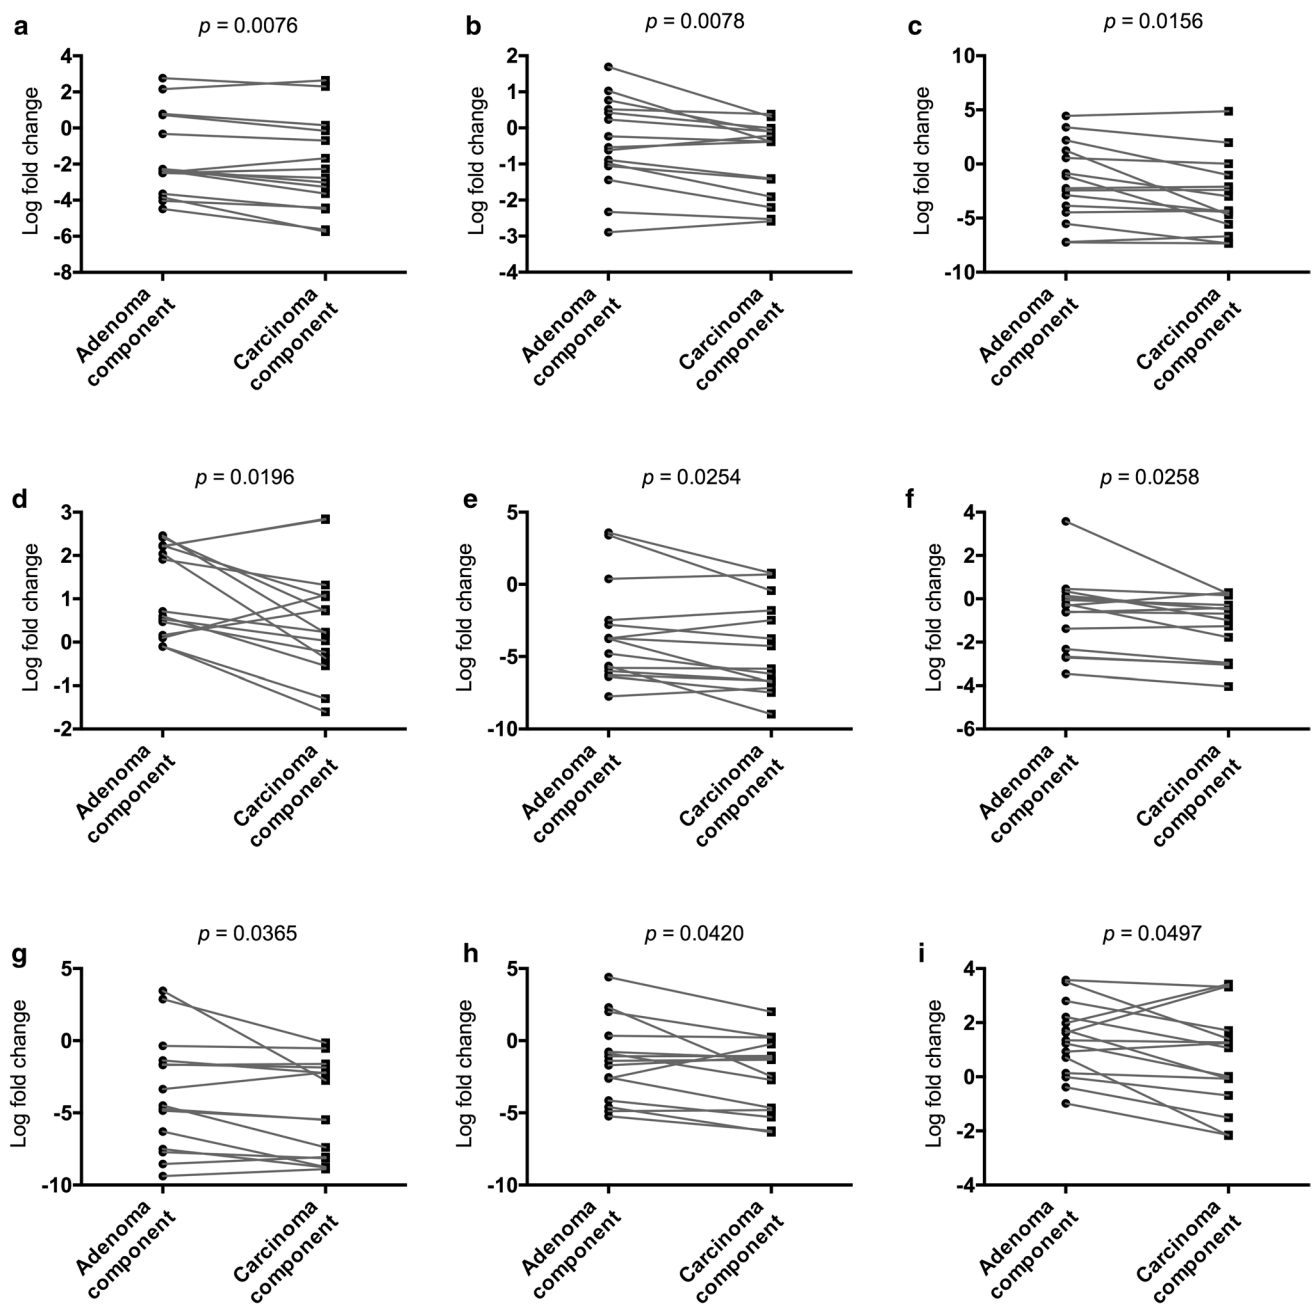 a
p = 0.0076
4
2
0
-2
-4
-6
-8
Log fold change
Adenoma
component
Carcinoma
component
b
p = 0.0078
2
1
0
-1
-2
-3
-4
Log fold change
Adenoma
component
Carcinoma
component
c
p = 0.0156
10
5
0
-5
-10
Log fold change
Adenoma
component
Carcinoma
component
d
p = 0.0196
3
2
1
0
-1
-2
Log fold change
Adenoma
component
Carcinoma
component
e
p = 0.0254
5
0
-5
-10
Log fold change
Adenoma
component
Carcinoma
component
f
p = 0.0258
4
2
0
-2
-4
-6
Log fold change
Adenoma
component
Carcinoma
component
g
p = 0.0365
5
0
-5
-10
Log fold change
Adenoma
component
Carcinoma
component
h
p = 0.0420
5
0
-5
-10
Log fold change
Adenoma
component
Carcinoma
component
i
p = 0.0497
4
2
0
-2
-4
Log fold change
Adenoma
component
Carcinoma
component